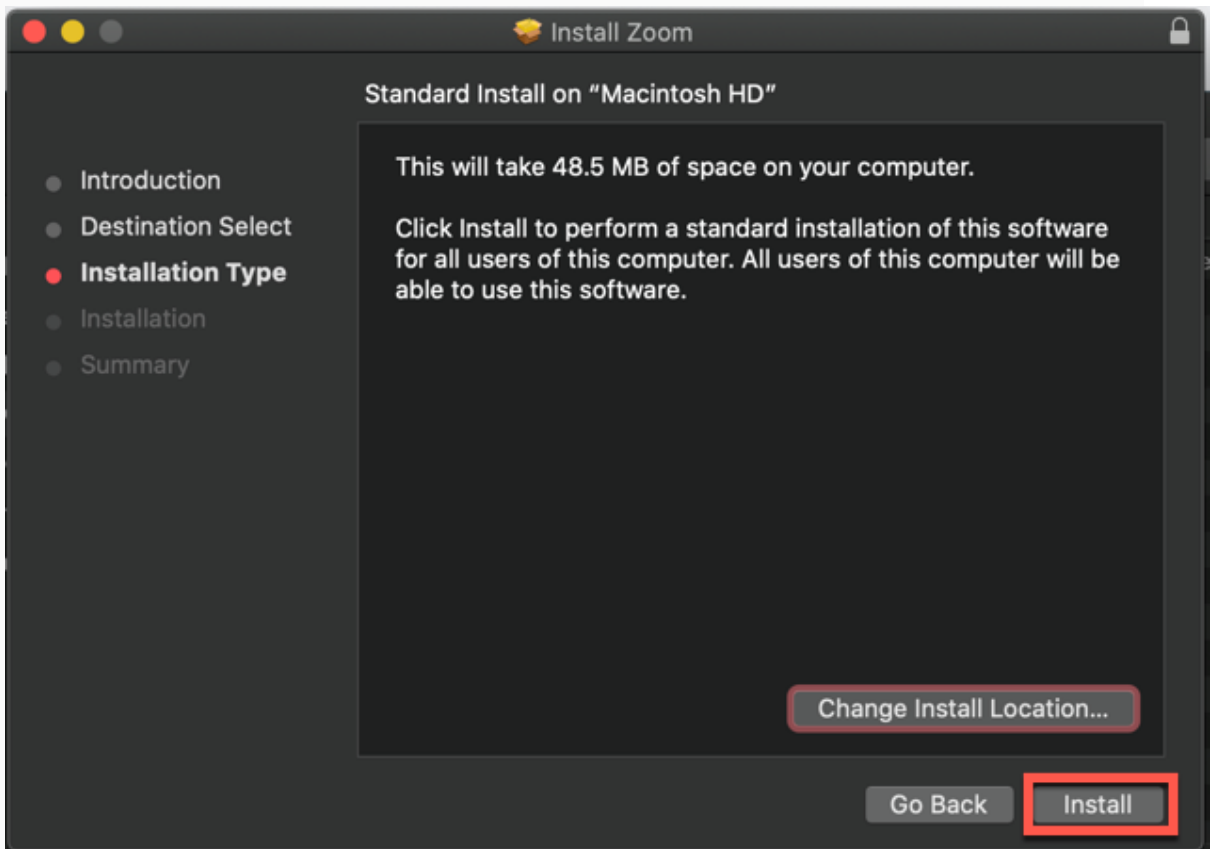 Install Zoom
Standard Install on “Macintosh HD”
Introduction
Destination Select
Installation Type
Installation
Summary
This will take 48.5 MB of space on your computer.
Click Install to perform a standard installation of this software
for all users of this computer. All users of this computer will be
able to use this software.
Change Install Location...
Go Back
Install